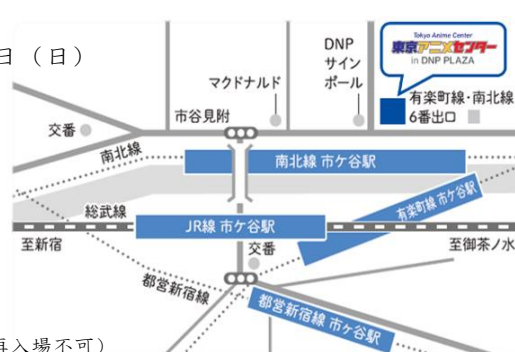 日（日）
Tokyo Anime Center
東京アニメセンター
in DNP PLAZA
DNP
サイン
ポール
マクドナルド
有楽町線・南北線
6番出口
市谷見附
交番
南北線
南北線 市ケ谷駅
有楽町線 市ケ谷駅
総武線
JR線 市ケ谷駅
至新宿
交番
至御茶ノ水
都営新宿線
都営新宿線 市ケ谷駅
再入場不可）